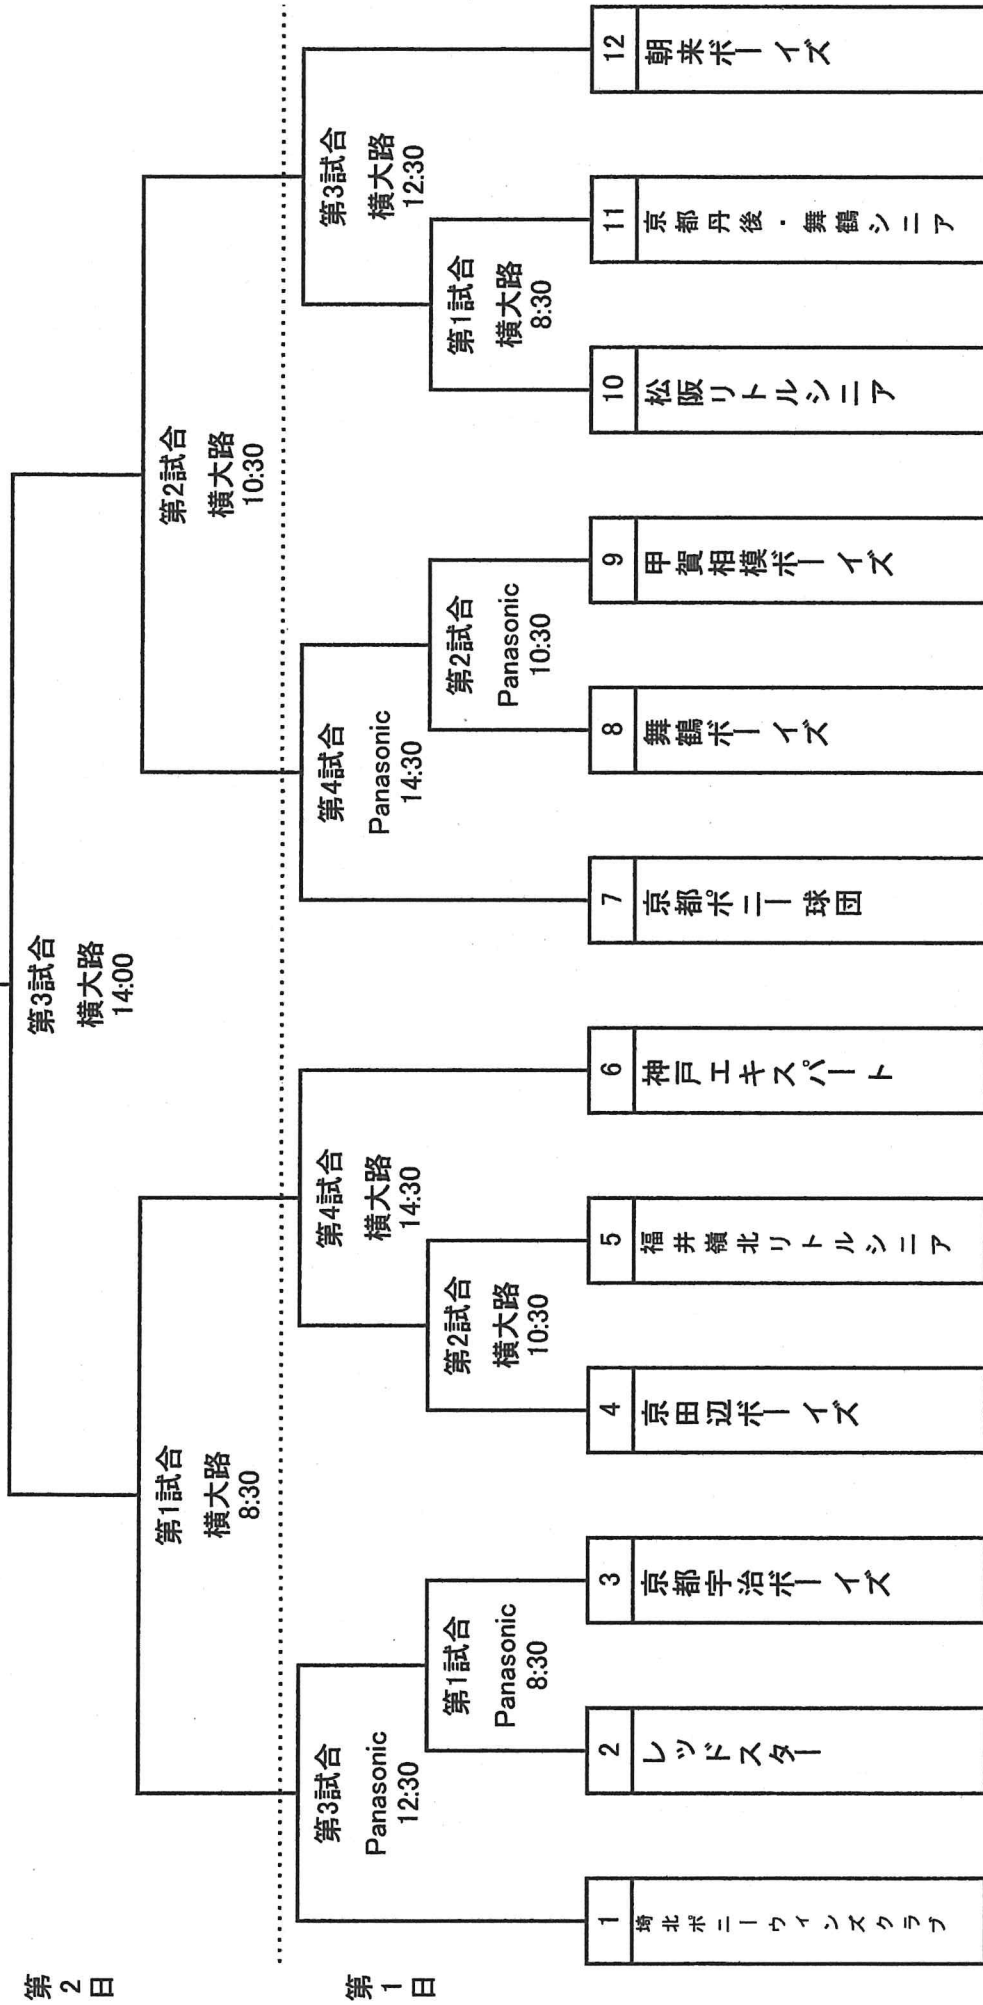 第2日
第3試合
横大路
14:00
第1試合
横大路
8:30
第2試合
横大路
10:30
第1日
第3試合
Panasonic
12:30
第4試合
横大路
14:30
第4試合
Panasonic
14:30
第3試合
横大路
12:30
第1試合
Panasonic
8:30
第2試合
横大路
10:30
第2試合
Panasonic
10:30
第1試合
横大路
8:30
1
埼北ポニーウィンズクラブ
2
レッドスター
3
京都宇治ボーイズ
4
京田辺ボーイズ
5
福井嶺北リトルシニア
6
神戸エキスパート
7
京都ポニー球団
8
舞鶴ボーイズ
9
甲賀相模ボーイズ
10
松阪リトルシニア
11
京都丹後・舞鶴シニア
12
朝来ボーイズ